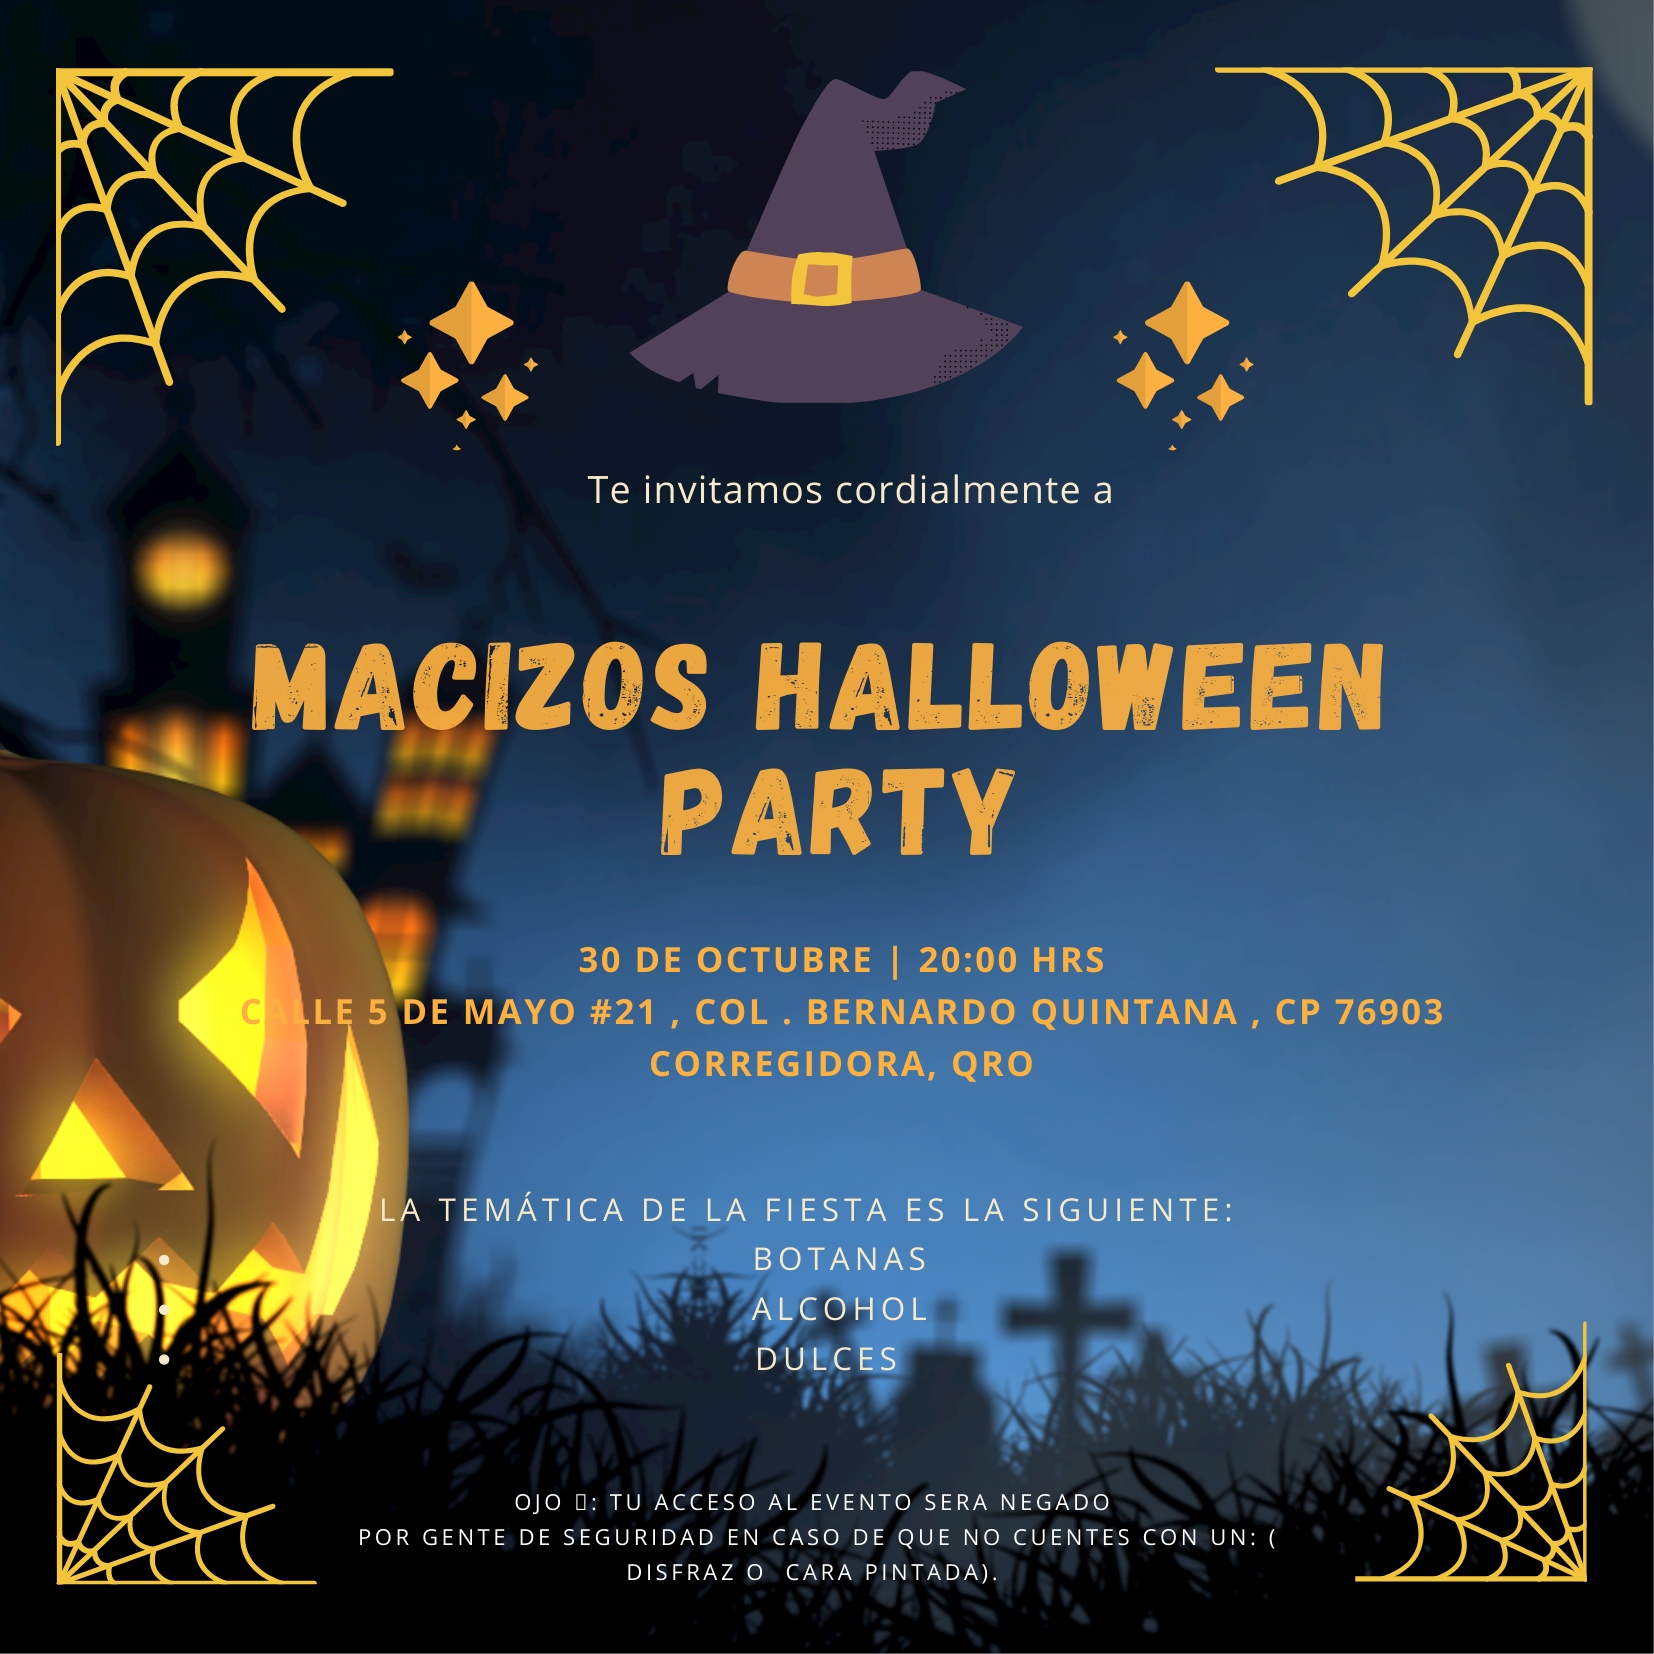 Te invitamos cordialmente a
MACIZOS HALLOWEEN
PARTY
30 DE OCTUBRE | 20:00 HRS
CALLE 5 DE MAYO #21 , COL . BERNARDO QUINTANA , CP 76903
CORREGIDORA, QRO
LA TEMÁTICA DE LA FIESTA ES LA SIGUIENTE:
• BOTANAS
• ALCOHOL
• DULCES
OJO : TU ACCESO AL EVENTO SERA NEGADO
POR GENTE DE SEGURIDAD EN CASO DE QUE NO CUENTES CON UN: (
DISFRAZ O  CARA PINTADA).